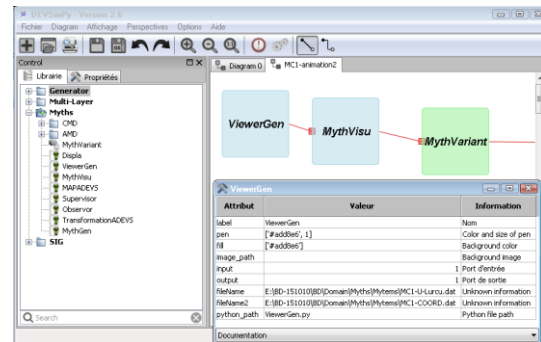 DEVSimPy - Version 2.6
Fichier Diagram Affichage Perspectives Options Aide
Control
Librarie Propriétés
Generator
Multi-Layer
Myths
CMD
AMD
MythVariant
Displa
ViewerGen
MythVisu
MAPADEVS
Supervisor
Observor
TransformationADEVS
MythGen
SIG
Search
Diagram 0 MC1-animation2
ViewerGen
MythVisu
MythVariant
ViewerGen
Attribut Valeur Information
label ViewerGen Nom
pen ['#add8e6', 1] Color and size of pen
fill ['#add8e6'] Background color
image_path Background image
input 1 Port d'entrée
output 1 Port de sortie
fileName E:\BD-151010\BD\Domain\Myths\Mytems\MC1-U-Lurcu.dat Unknown information
fileName2 E:\BD-151010\BD\Domain\Myths\Mytems\MC1-COORD.dat Unknown information
python_path ViewerGen.py Python file path
Documentation